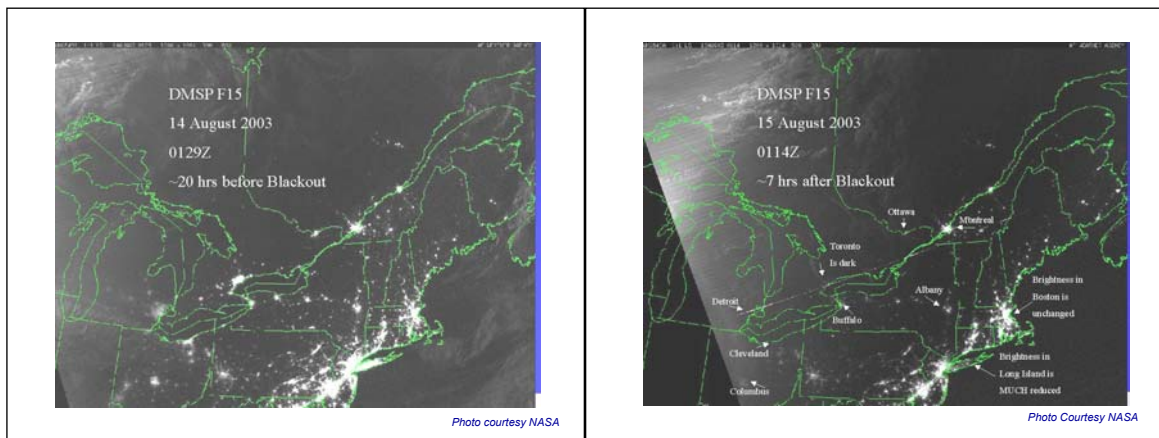 DMSP F15
14 August 2003
0129Z
~20 hrs before Blackout
Photo courtesy NASA
DMSP F15
15 August 2003
0114Z
~7 hrs after Blackout
Ottawa
Montreal
Toronto
Is dark
Detroit
Albany
Brightness in
Boston is
unchanged
Buffalo
Cleveland
Brightness in
Long Island is
MUCH reduced
Columbus
Photo Courtesy NASA